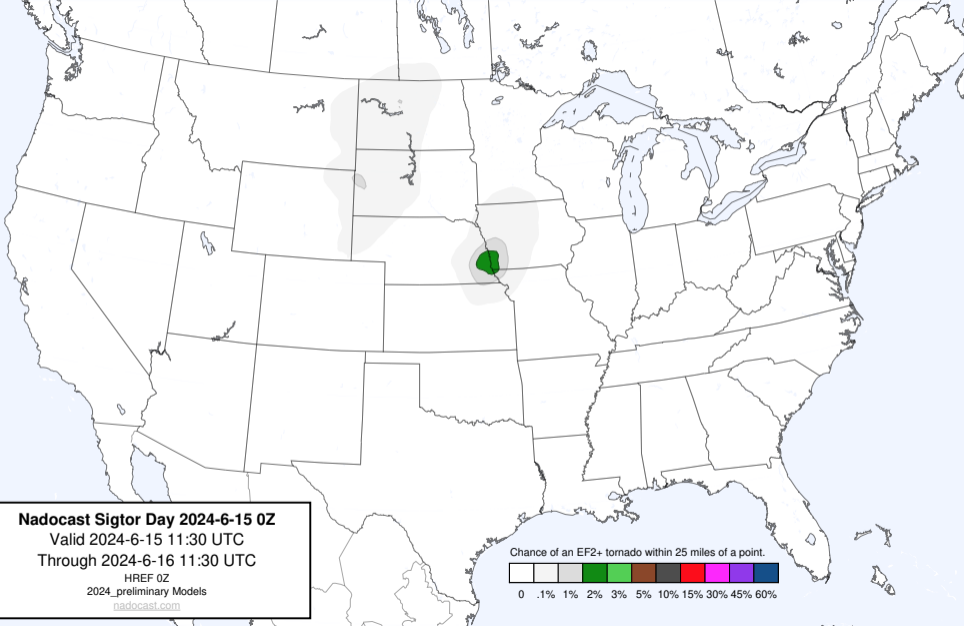 Nadocast Sigtor Day 2024-6-15 0Z
Valid 2024-6-15 11:30 UTC
Through 2024-6-16 11:30 UTC
HREF 0Z
2024_preliminary Models
nadocast.com
Chance of an EF2+ tornado within 25 miles of a point.
0 .1% 1% 2% 3% 5% 10% 15% 30% 45% 60%